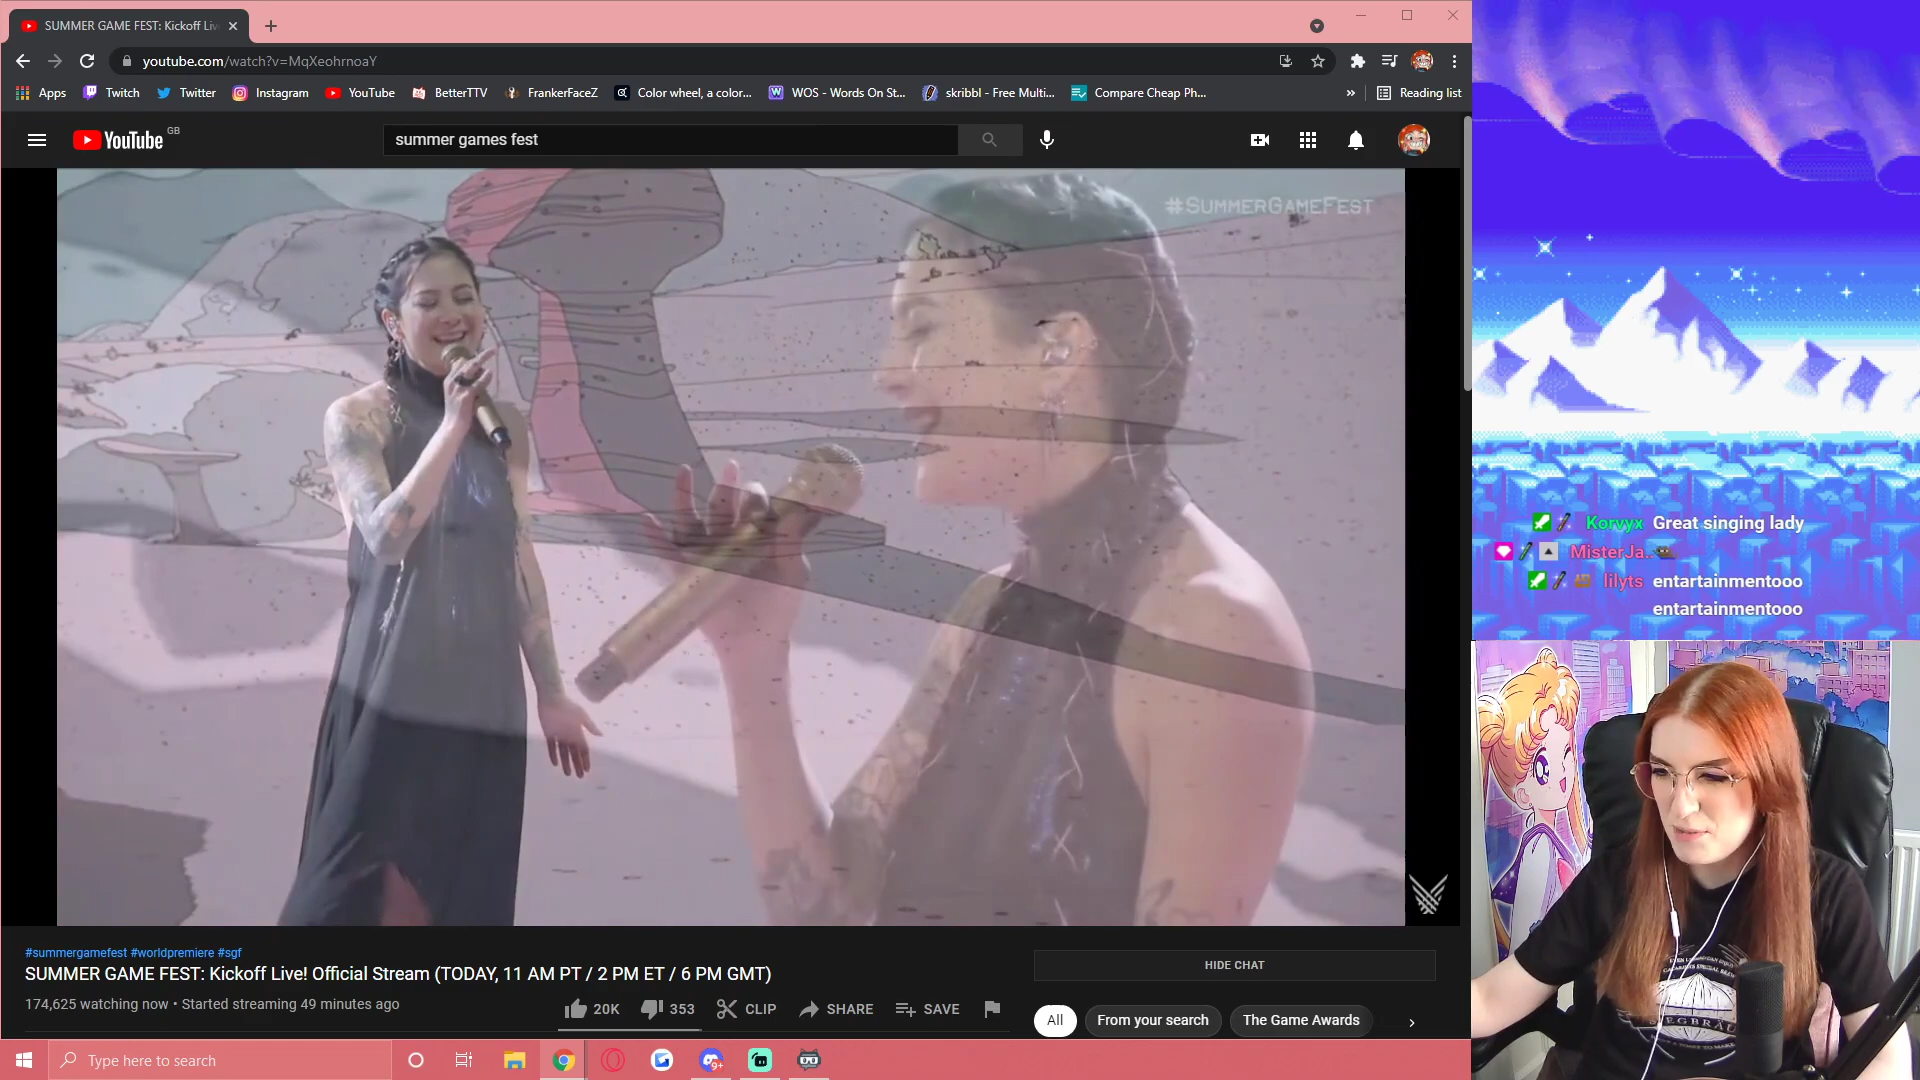 SUMMER GAME FEST: Kickoff Liv
youtube.com/watch?v=MqXeohrnoaY
Apps
Twitch
Twitter
Instagram
YouTube
BetterTTV
FrankerFaceZ
Color wheel, a color...
WOS - Words On St...
skribbl - Free Multi...
Compare Cheap Ph...
»
Reading list
YouTube GB
summer games fest
#SUMMERGAMEFEST
Korvyx Great singing lady
MisterJa..
lilyts entartainmentooo
entartainmentooo
#summergamefest #worldpremiere #sgf
SUMMER GAME FEST: Kickoff Live! Official Stream (TODAY, 11 AM PT / 2 PM ET / 6 PM GMT)
174,625 watching now • Started streaming 49 minutes ago
20K
353
CLIP
SHARE
SAVE
HIDE CHAT
All
From your search
The Game Awards
Type here to search
9+